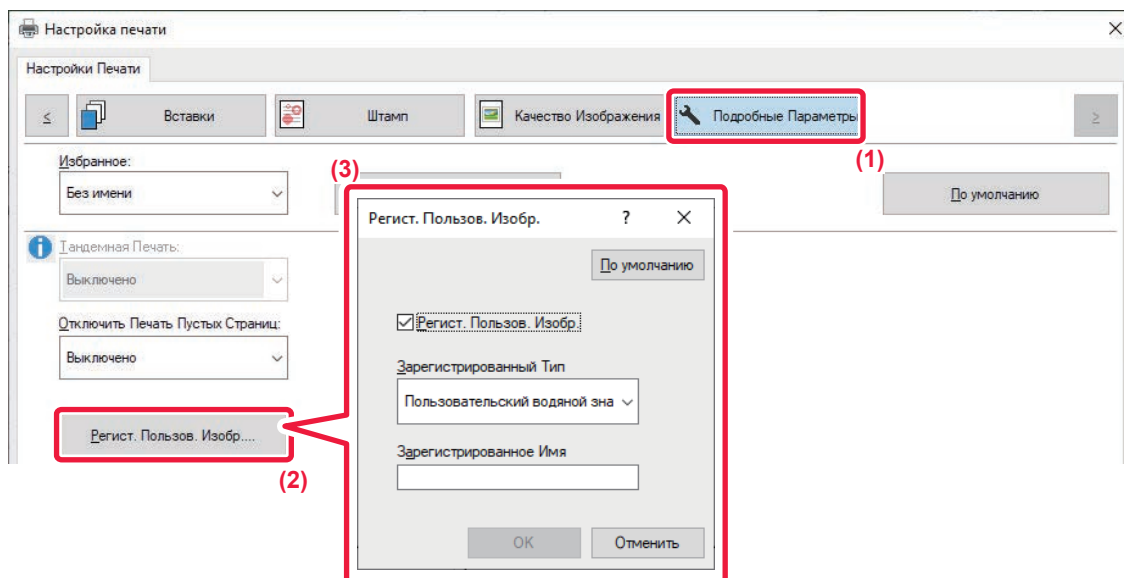 Настройка печати
Настройки Печати
<
Вставки
Штамп
Качество Изображения
Подробные Параметры
>
(1)
Избранное:
(3)
Без имени
По умолчанию
Регист. Пользов. Изобр.
?
Тандемная Печать:
По умолчанию
Выключено
Отключить Печать Пустых Страниц:
Регист. Пользов. Изобр.
Выключено
Зарегистрированный Тип
Пользовательский водяной зна
Регист. Пользов. Изобр....
(2)
Зарегистрированное Имя
OK
Отменить